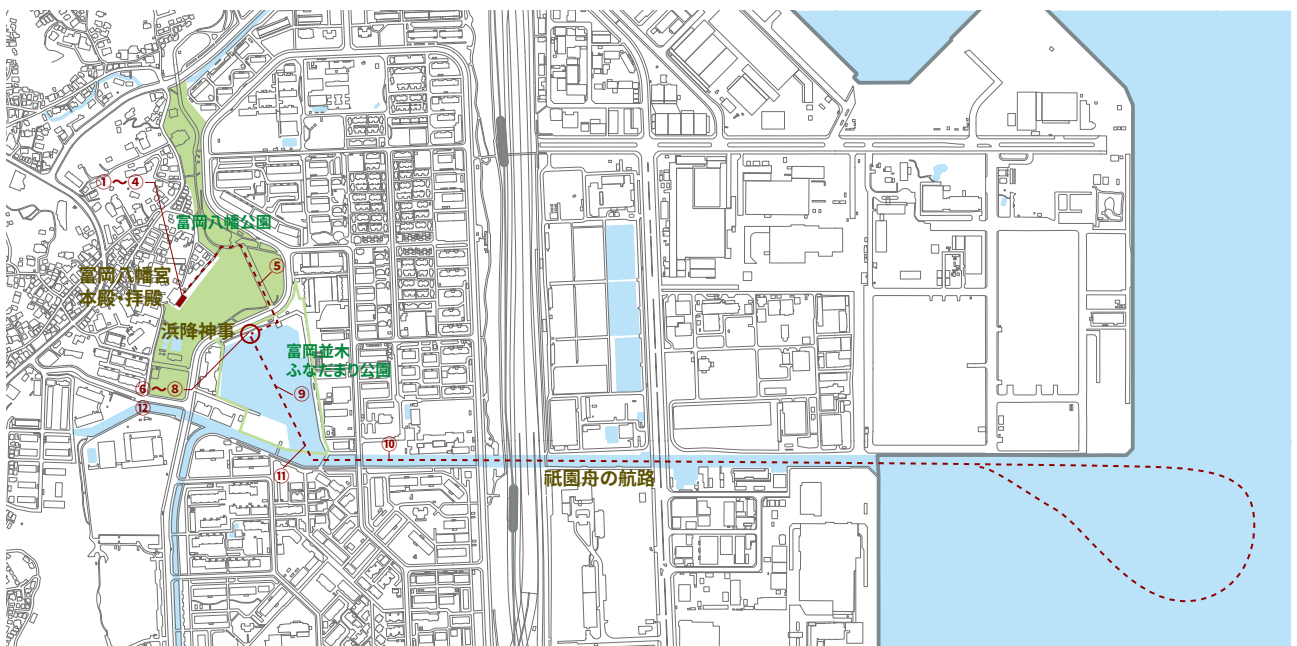 ①〜④
富岡八幡公園
⑤
富岡八幡宮
本殿・拝殿
浜降神事
富岡並木
ふなだまり公園
⑥〜⑧
⑨
⑫
⑩
⑪
祇園舟の航路